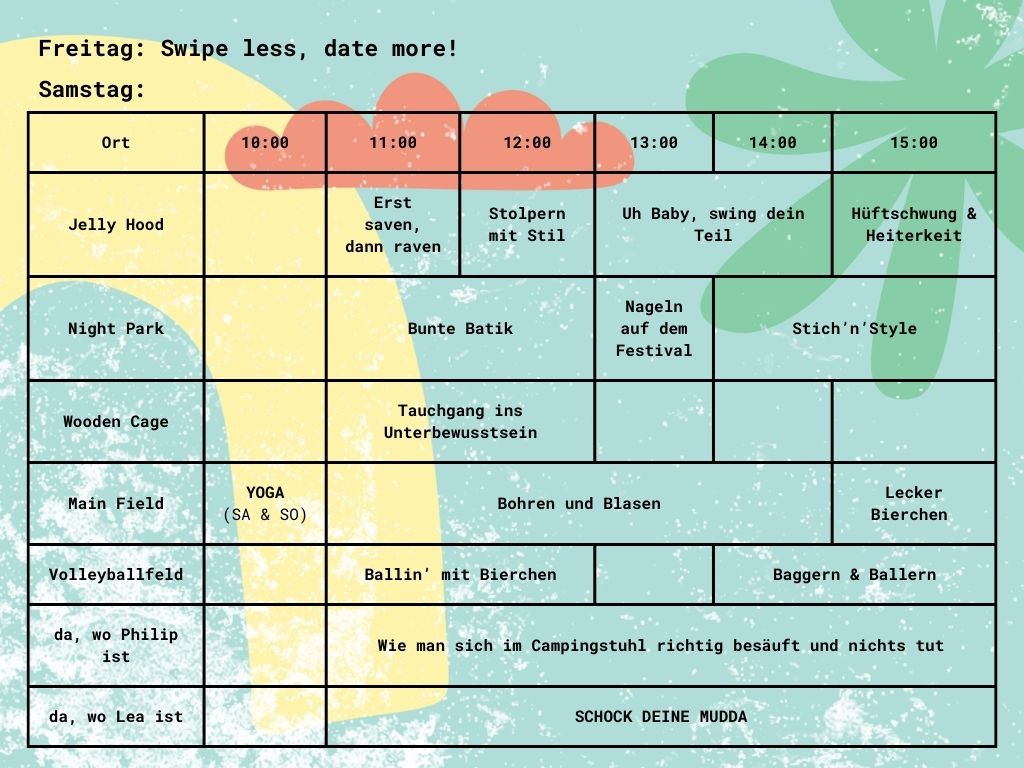 Freitag: Swipe less, date more!
Samstag:
Ort 10:00 11:00 12:00 13:00 14:00 15:00
Jelly Hood
Erst
saven,
dann raven
Stolpern
mit Stil
Uh Baby, swing dein
Teil
Hüftschwung &
Heiterkeit
Night Park
Bunte Batik
Nageln
auf dem
Festival
Stich’n’Style
Wooden Cage
Tauchgang ins
Unterbewusstsein
Main Field
YOGA
(SA & SO)
Bohren und Blasen
Lecker
Bierchen
Volleyballfeld
Ballin’ mit Bierchen
Baggern & Ballern
da, wo Philip
ist
Wie man sich im Campingstuhl richtig besäuft und nichts tut
da, wo Lea ist
SCHOCK DEINE MUDDA